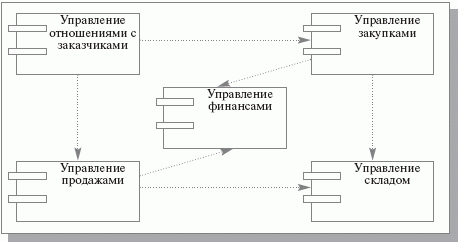 Управление
отношениями с
заказчиками
Управление
закупками
Управление
финансами
Управление
продажами
Управление
складом